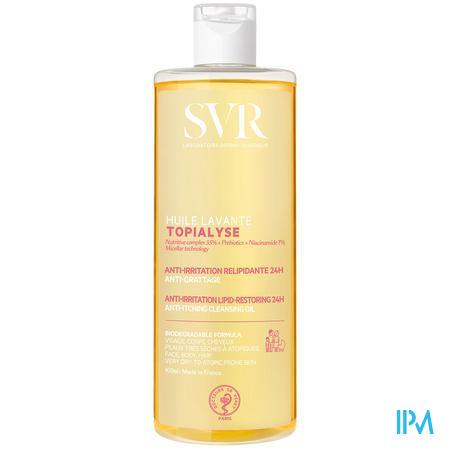 SVR
LABORATOIRE DERMATOLOGIQUE
HUILE LAVANTE
TOPIALYSE
Nutritive complex 35% + Prebiotics + Niacinamide 1%
Micellar technology
ANTI-IRRITATION RELIPIDANTE 24H
ANTI-GRATTAGE
ANTI-IRRITATION LIPID-RESTORING 24H
ANTI-ITCHING CLEANSING OIL
BIODEGRADABLE FORMULA
VISAGE, CORPS, CHEVEUX
PEAUX TRÈS SÈCHES À ATOPIQUES
FACE, BODY, HAIR
VERY DRY TO ATOPIC-PRONE SKIN
400ml - Made in France
PARIS
IPM